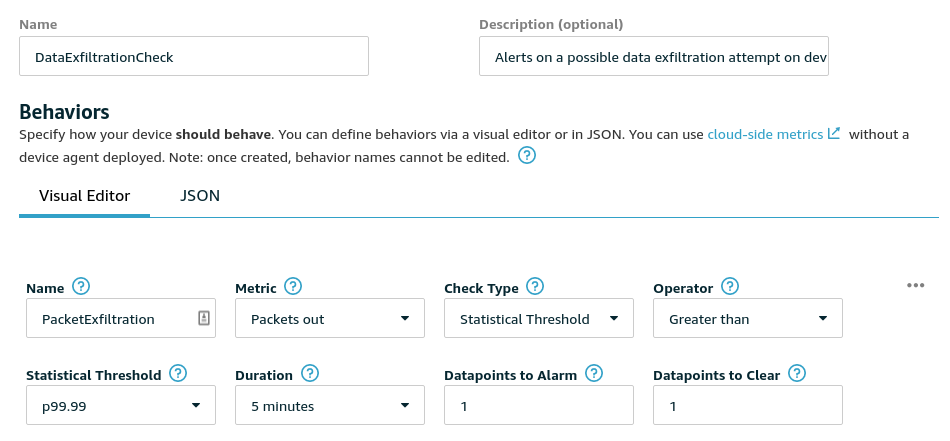 Name
Description (optional)
DataExfiltrationCheck
Alerts on a possible data exfiltration attempt on dev
Behaviors
Specify how your device should behave. You can define behaviors via a visual editor or in JSON. You can use cloud-side metrics without a
device agent deployed. Note: once created, behavior names cannot be edited. ?
Visual Editor JSON
Name ? Metric ? Check Type ? Operator ? •••
PacketExfiltration Packets out Statistical Threshold Greater than
Statistical Threshold ? Duration ? Datapoints to Alarm ? Datapoints to Clear ?
p99.99 5 minutes 1 1